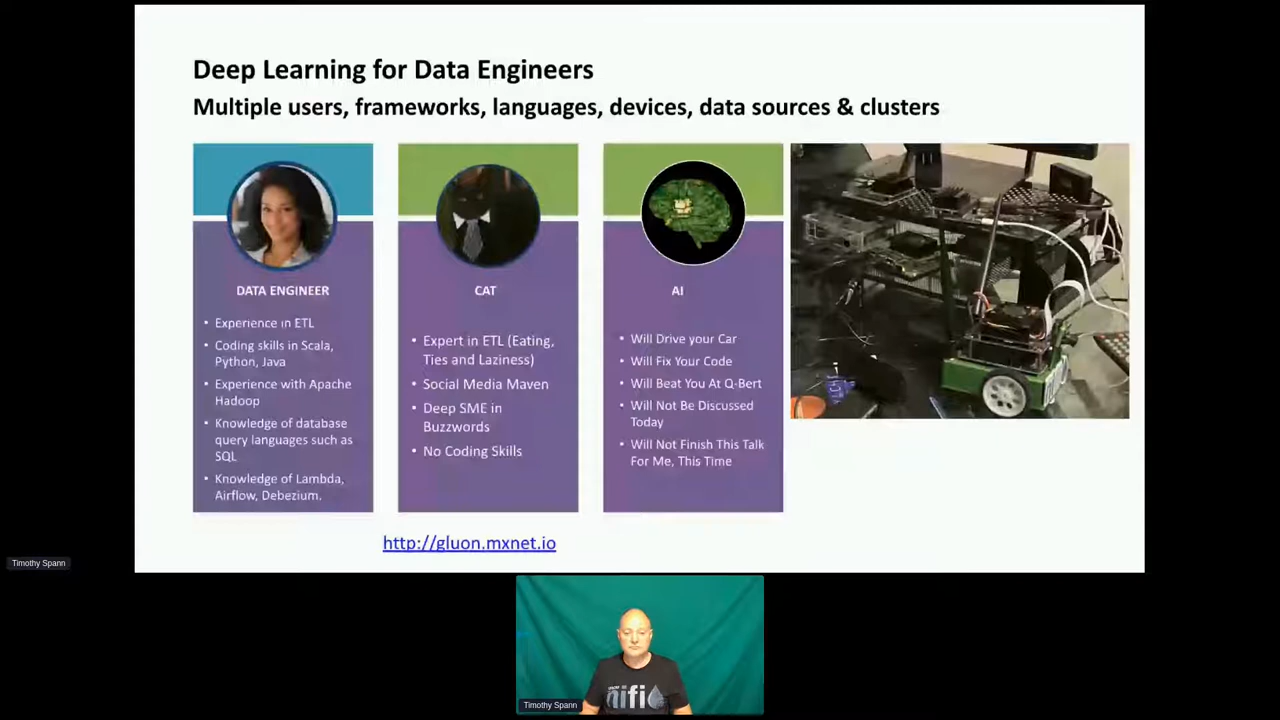 Deep Learning for Data Engineers
Multiple users, frameworks, languages, devices, data sources & clusters
DATA ENGINEER
• Experience in ETL
• Coding skills in Scala,
Python, Java
• Experience with Apache
Hadoop
• Knowledge of database
query languages such as
SQL
• Knowledge of Lambda,
Airflow, Debezium.
CAT
• Expert in ETL (Eating,
Ties and Laziness)
• Social Media Maven
• Deep SME in
Buzzwords
• No Coding Skills
AI
• Will Drive your Car
• Will Fix Your Code
• Will Beat You At Q-Bert
• Will Not Be Discussed
Today
• Will Not Finish This Talk
For Me, This Time
http://gluon.mxnet.io
Timothy Spann
nifi
Timothy Spann